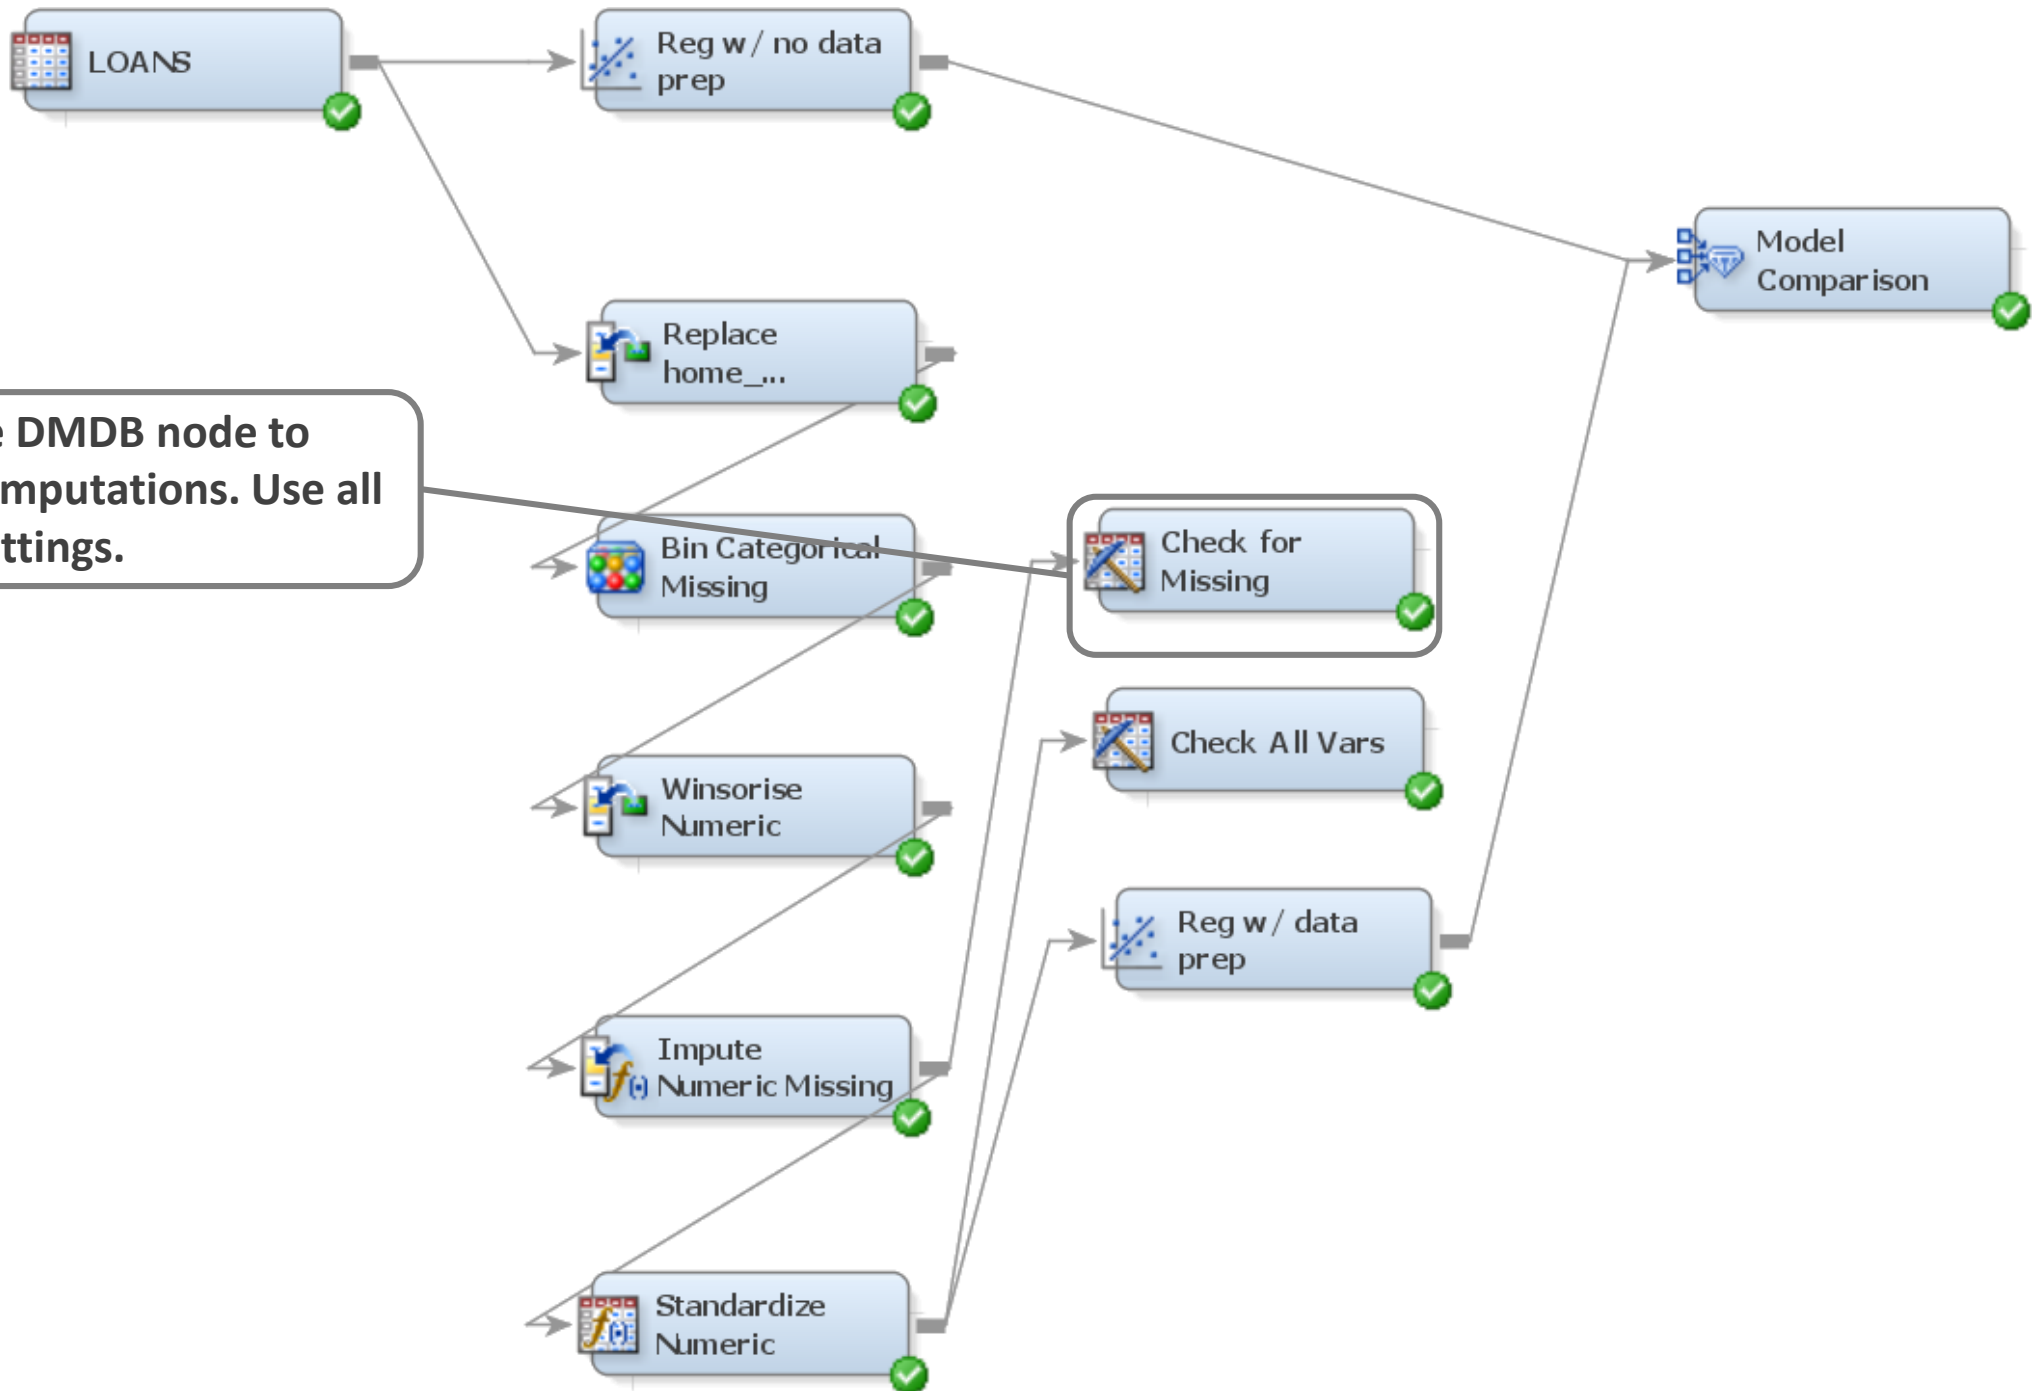 LOANS
Reg w/ no data
prep
Model
Comparison
Replace
home_...
DMDB node to
mputations. Use all
ttings.
Bin Categorical
Missing
Check for
Missing
Check All Vars
Winsorise
Numeric
Reg w/ data
prep
Impute
Numeric Missing
Standardize
Numeric